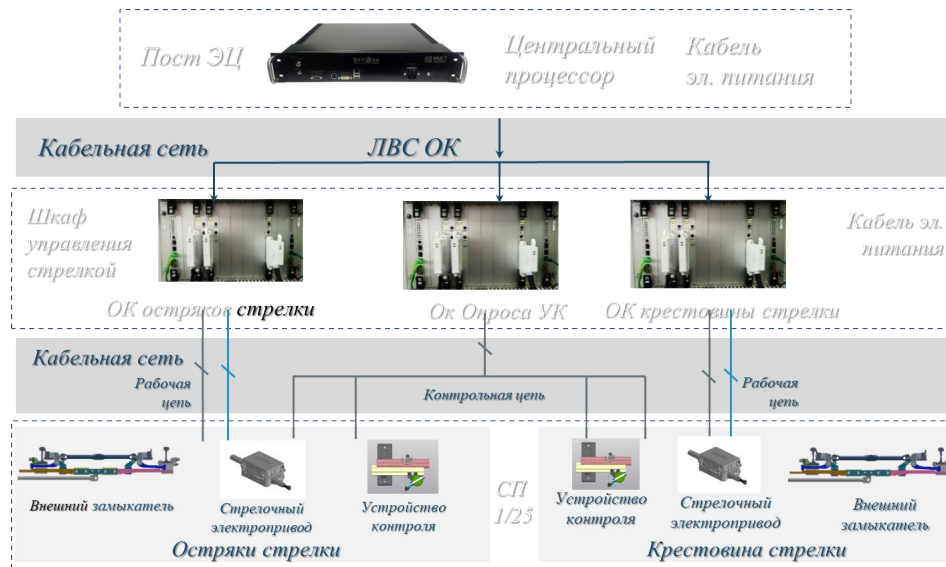 Пост ЭЦ
Центральный
процессор
Кабель
эл. питания
Кабельная сеть
ЛВС ОК
Шкаф
управления
стрелкой
Кабель эл.
питания
ОК остряков стрелки
Ок Опроса УК
ОК крестовины стрелки
Кабельная сеть
Рабочая
цепь
Контрольная цепь
Рабочая
цепь
Внешний замыкатель
Стрелочный
электропривод
Устройство
контроля
СП
1/25
Устройство
контроля
Стрелочный
электропривод
Внешний
замыкатель
Остряки стрелки
Крестовина стрелки